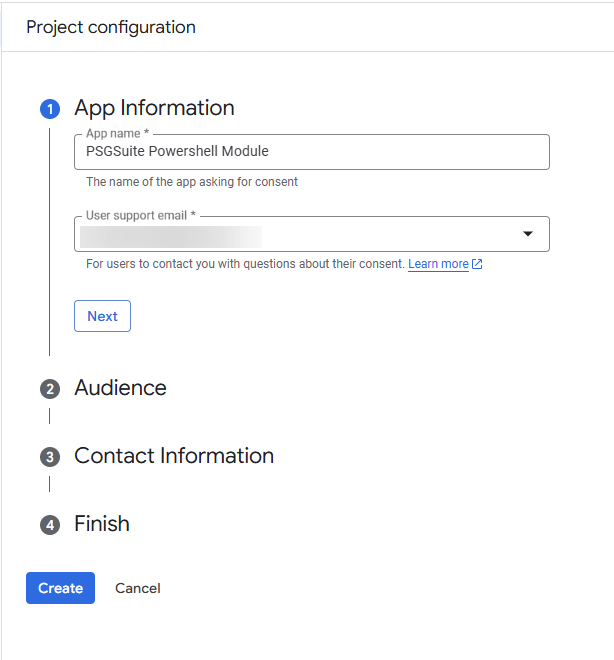 Project configuration
1 App Information
App name *
PSGSuite Powershell Module
The name of the app asking for consent
User support email *
For users to contact you with questions about their consent. Learn more
Next
2 Audience
3 Contact Information
4 Finish
Create Cancel